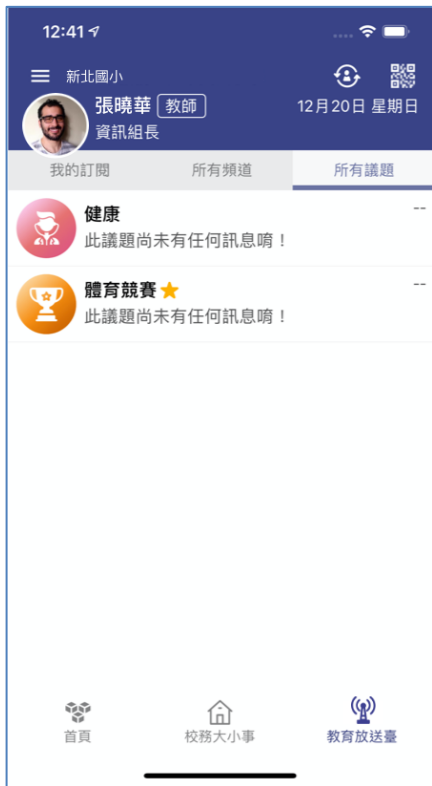 12:41
新北國小
張曉華 教師
12月20日 星期日
資訊組長
我的訂閱 所有頻道 所有議題
健康 --
此議題尚未有任何訊息唷！
體育競賽 --
此議題尚未有任何訊息唷！
首頁 校務大小事 教育放送臺